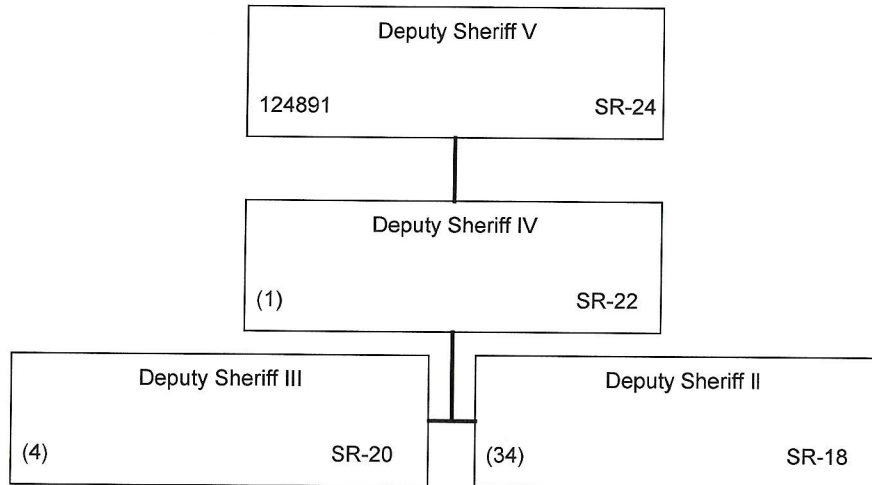 Deputy Sheriff V
124891 SR-24
Deputy Sheriff IV
(1) SR-22
Deputy Sheriff III
(4) SR-20
Deputy Sheriff II
(34) SR-18